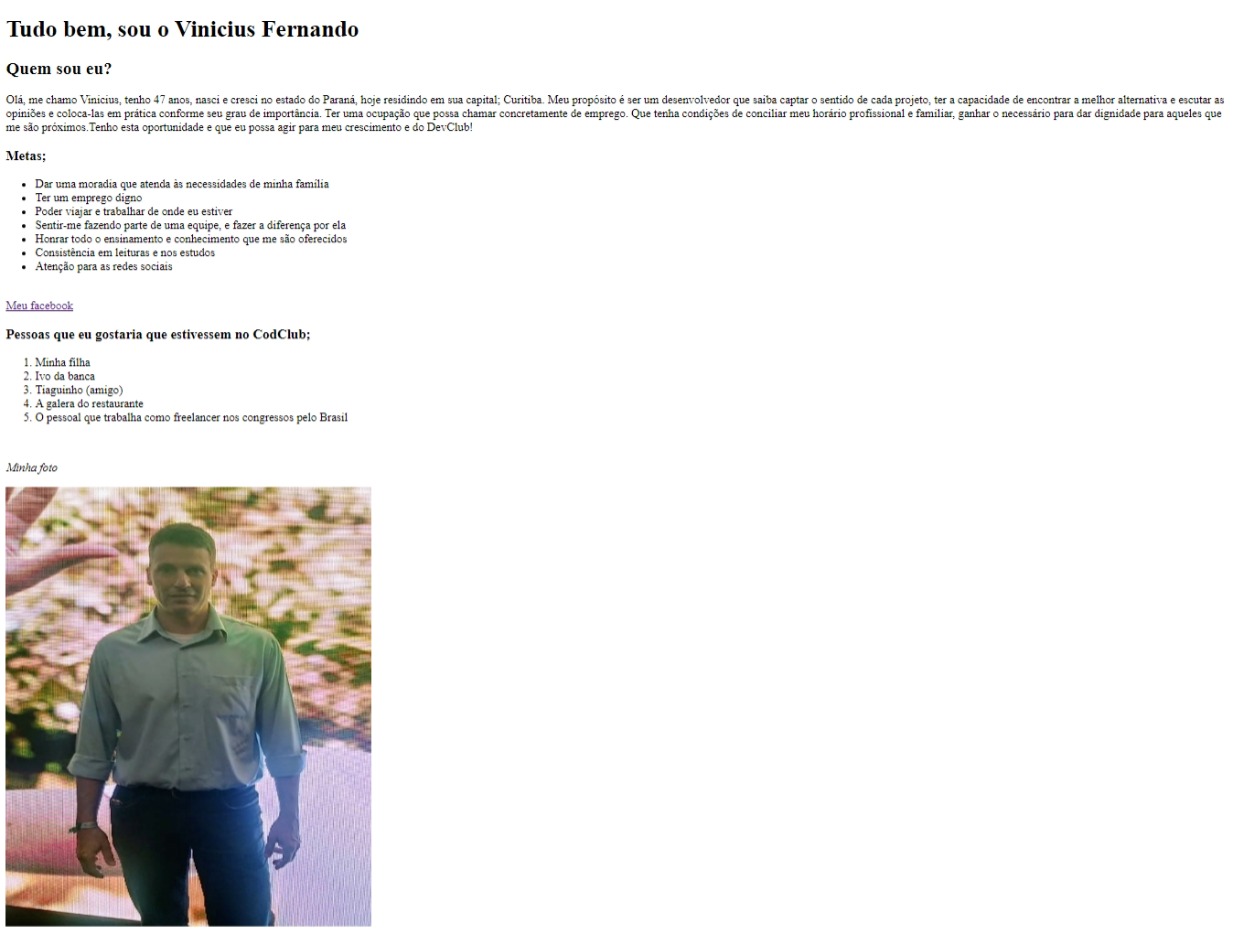 Tudo bem, sou o Vinicius Fernando
Quem sou eu?
Olá, me chamo Vinicius, tenho 47 anos, nasci e cresci no estado do Paraná, hoje residindo em sua capital; Curitiba. Meu propósito é ser um desenvolvedor que saiba captar o sentido de cada projeto, ter a capacidade de encontrar a melhor alternativa e escutar as
opiniões e coloca-las em prática conforme seu grau de importância. Ter uma ocupação que possa chamar concretamente de emprego. Que tenha condições de conciliar meu horário profissional e familiar, ganhar o necessário para dar dignidade para aqueles que
me são próximos.Tenho esta oportunidade e que eu possa agir para meu crescimento e do DevClub!
Metas;
• Dar uma moradia que atenda às necessidades de minha família
• Ter um emprego digno
• Poder viajar e trabalhar de onde eu estiver
• Sentir-me fazendo parte de uma equipe, e fazer a diferença por ela
• Honrar todo o ensinamento e conhecimento que me são oferecidos
• Consistência em leituras e nos estudos
• Atenção para as redes sociais
Meu facebook
Pessoas que eu gostaria que estivessem no CodClub;
1. Minha filha
2. Ivo da banca
3. Tiaguinho (amigo)
4. A galera do restaurante
5. O pessoal que trabalha como freelancer nos congressos pelo Brasil
Minha foto